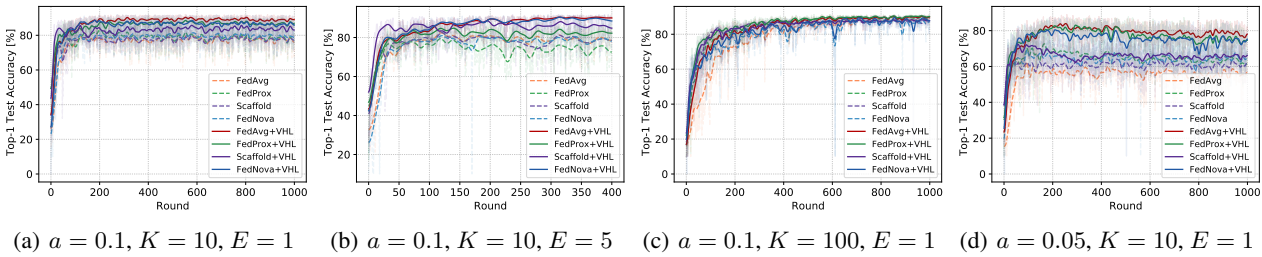 Top-1 Test Accuracy [%]
80
60
40
20
0
0 200 400 600 800 1000
Round
FedAvg
FedProx
Scaffold
FedNova
FedAvg+VHL
FedProx+VHL
Scaffold+VHL
FedNova+VHL
(a) a = 0.1, K = 10, E = 1
Top-1 Test Accuracy [%]
80
60
40
20
0 50 100 150 200 250 300 350 400
Round
FedAvg
FedProx
Scaffold
FedNova
FedAvg+VHL
FedProx+VHL
Scaffold+VHL
FedNova+VHL
(b) a = 0.1, K = 10, E = 5
Top-1 Test Accuracy [%]
80
60
40
20
0
0 200 400 600 800 1000
Round
FedAvg
FedProx
Scaffold
FedNova
FedAvg+VHL
FedProx+VHL
Scaffold+VHL
FedNova+VHL
(c) a = 0.1, K = 100, E = 1
Top-1 Test Accuracy [%]
80
60
40
20
0
0 200 400 600 800 1000
Round
FedAvg
FedProx
Scaffold
FedNova
FedAvg+VHL
FedProx+VHL
Scaffold+VHL
FedNova+VHL
(d) a = 0.05, K = 10, E = 1